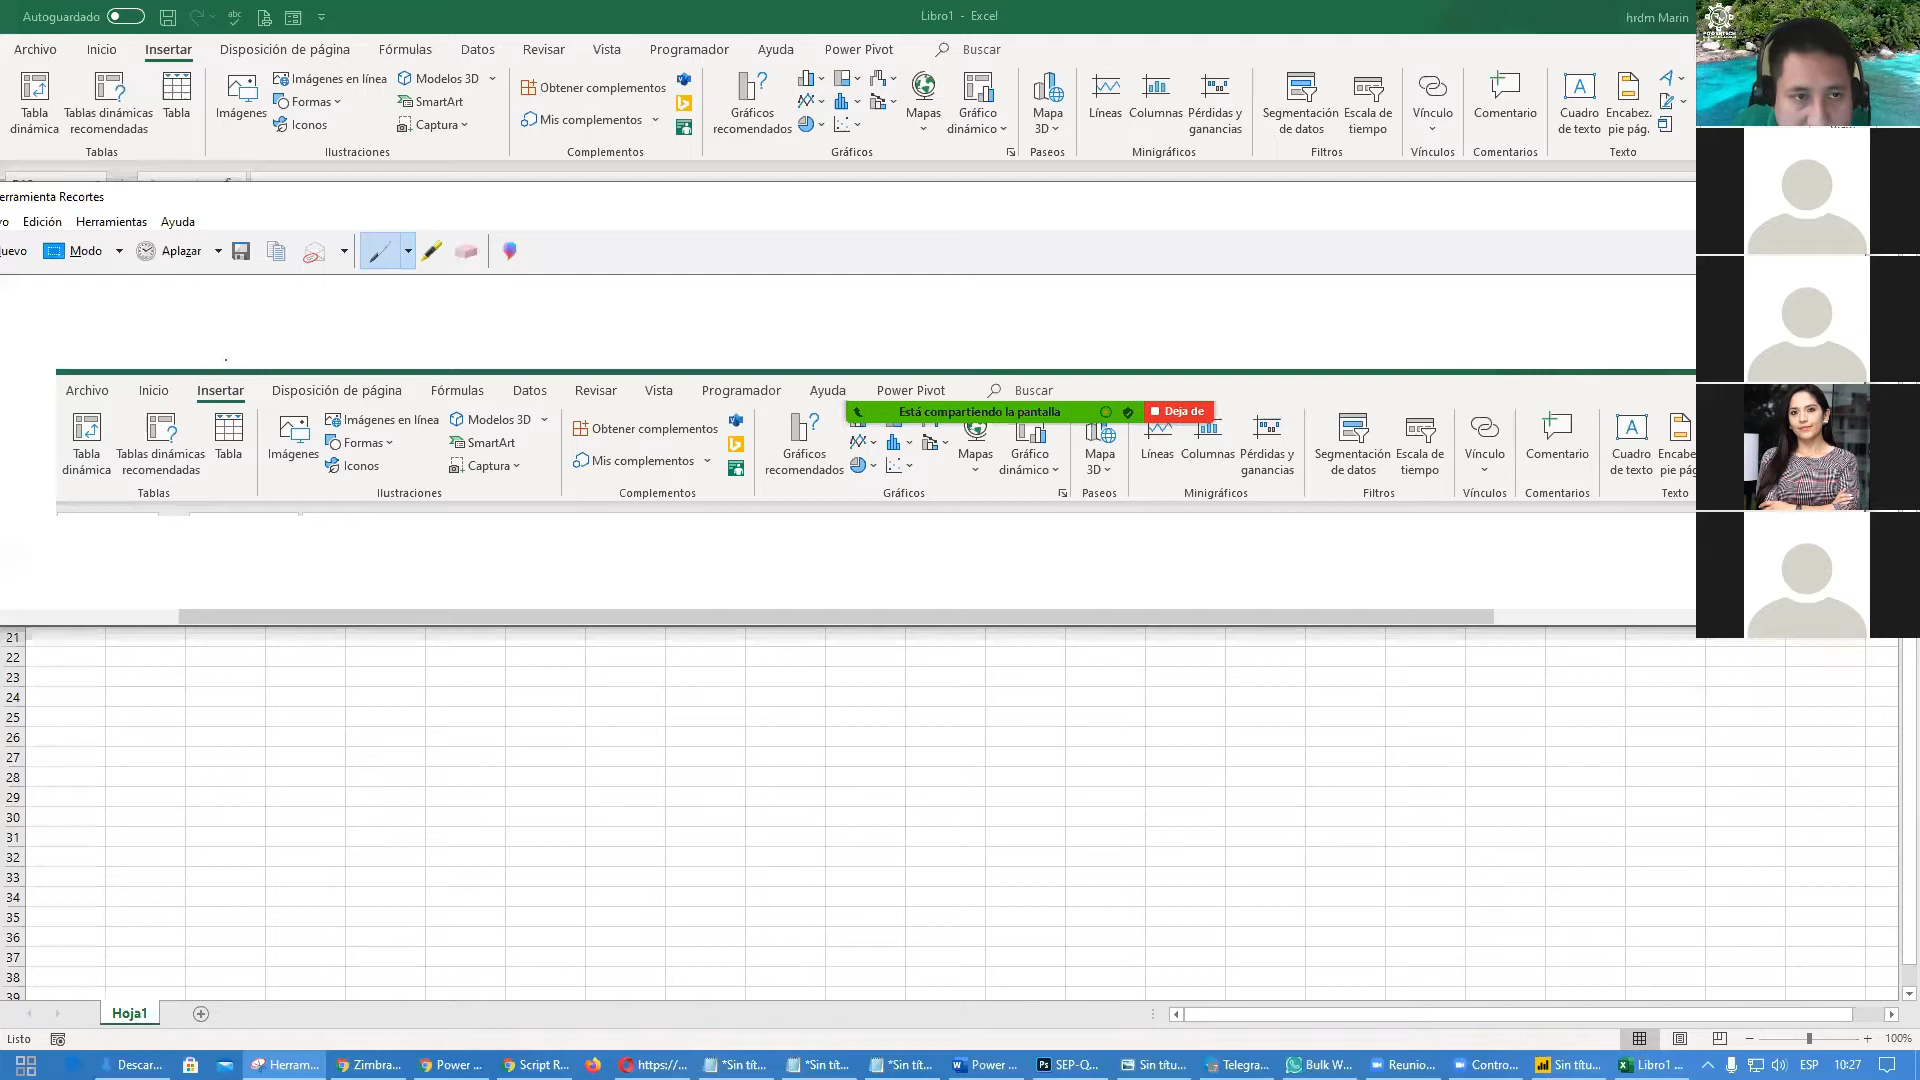 Autoguardado
Libro1 - Excel
hrdm Marin
Archivo Inicio Insertar Disposición de página Fórmulas Datos Revisar Vista Programador Ayuda Power Pivot Buscar
Tabla dinámica
Tablas dinámicas recomendadas
Tabla
Imágenes
Imágenes en línea
Formas
Iconos
Modelos 3D
SmartArt
Captura
Obtener complementos
Mis complementos
Gráficos recomendados
Mapas
Gráfico dinámico
Mapa 3D
Líneas
Columnas
Pérdidas y ganancias
Segmentación de datos
Escala de tiempo
Vínculo
Comentario
Cuadro de texto
Encabez. pie pág.
Tablas Ilustraciones Complementos Gráficos Paseos Minigráficos Filtros Vínculos Comentarios Texto
erramienta Recortes
vo Edición Herramientas Ayuda
uevo Modo Aplazar
Archivo Inicio Insertar Disposición de página Fórmulas Datos Revisar Vista Programador Ayuda Power Pivot Buscar
Está compartiendo la pantalla Deja de
Tabla dinámica
Tablas dinámicas recomendadas
Tabla
Imágenes
Imágenes en línea
Formas
Iconos
Modelos 3D
SmartArt
Captura
Obtener complementos
Mis complementos
Gráficos recomendados
Mapas
Gráfico dinámico
Mapa 3D
Líneas
Columnas
Pérdidas y ganancias
Segmentación de datos
Escala de tiempo
Vínculo
Comentario
Cuadro de texto
Encabe pie pág
Tablas Ilustraciones Complementos Gráficos Paseos Minigráficos Filtros Vínculos Comentarios Texto
21
22
23
24
25
26
27
28
29
30
31
32
33
34
35
36
37
38
39
Hoja1
Listo
100%
Descar... Herram... Zimbra... Power ... Script R... https://... *Sin tít... *Sin tít... *Sin tít... Power ... SEP-Q... Sin títu... Telegra... Bulk W... Reunio... Contro... Sin títu... Libro1 ... ESP 10:27